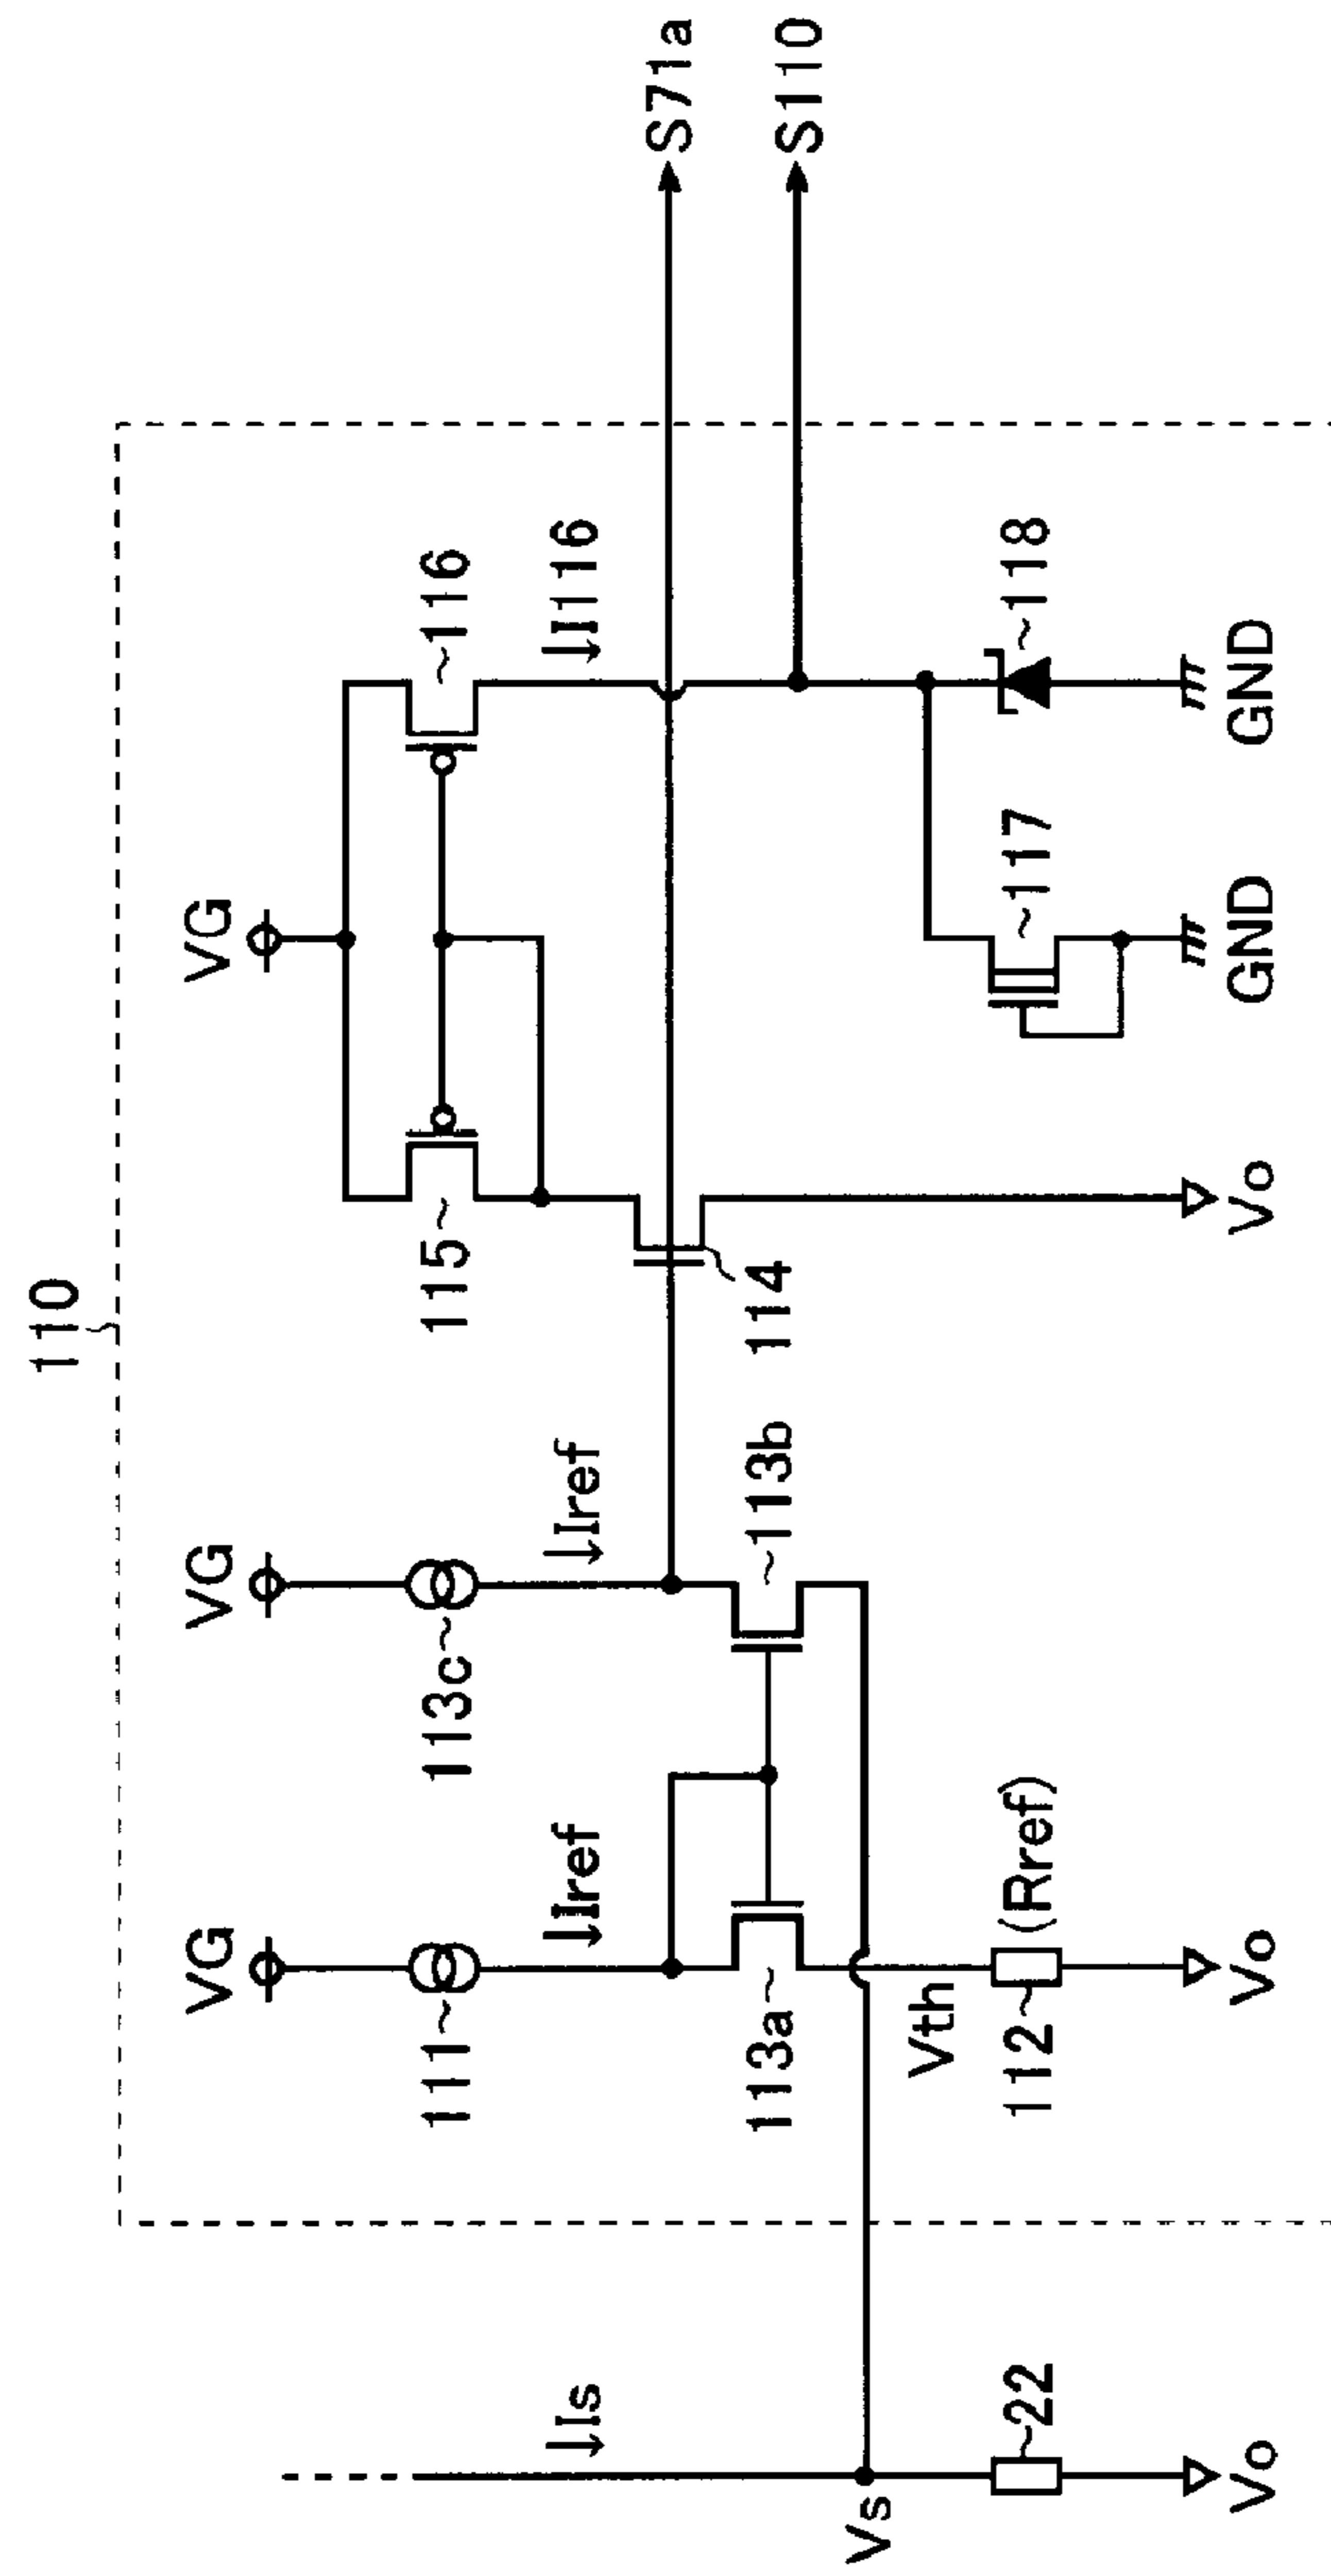 110
VG
VG
VG
111
113c
115
116
↓Iref
↓Iref
↓I116
↓Is
S71a
113a
113b
114
S110
Vs
Vth
22
112
(Rref)
117
118
Vo
Vo
Vo
GND
GND